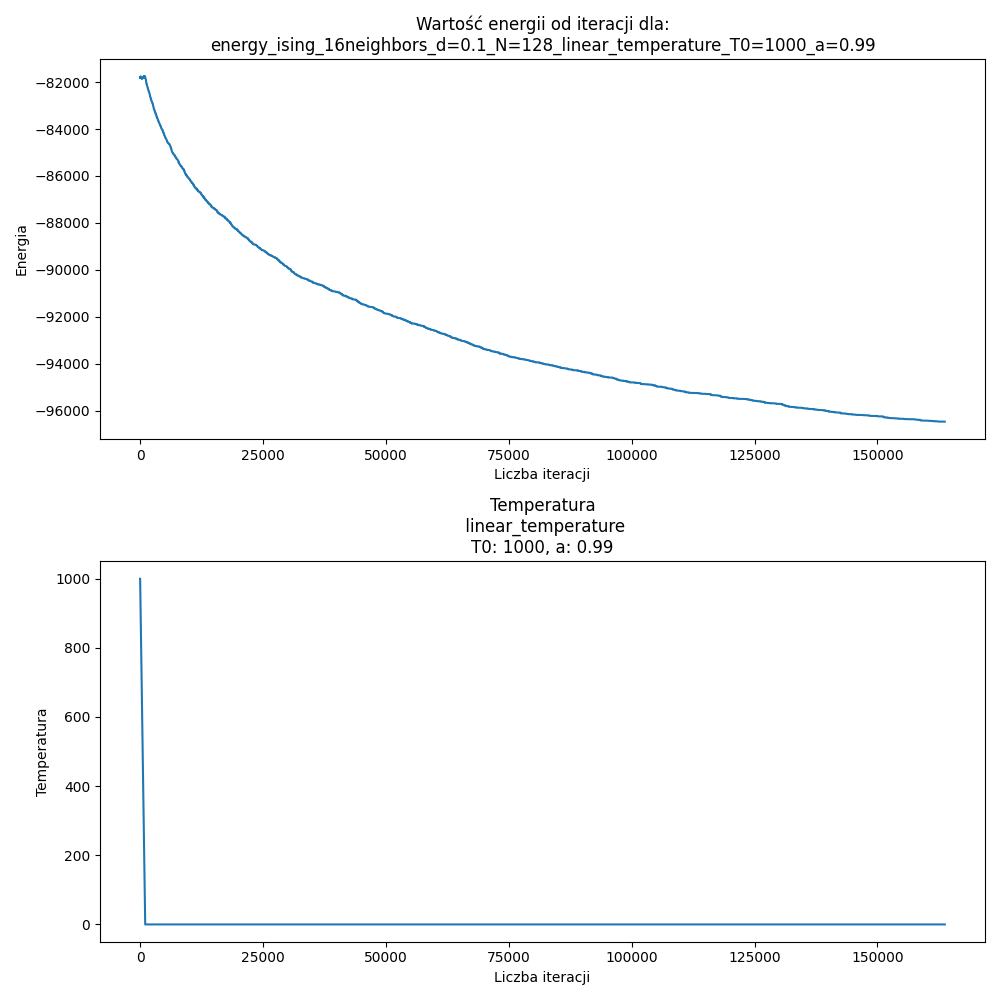 Wartość energii od iteracji dla:
energy_ising_16neighbors_d=0.1_N=128_linear_temperature_T0=1000_a=0.99
−82000
−84000
−86000
−88000
−90000
−92000
−94000
−96000
Energia
0 25000 50000 75000 100000 125000 150000
Liczba iteracji
Temperatura
linear_temperature
T0: 1000, a: 0.99
1000
800
600
400
200
0
Temperatura
0 25000 50000 75000 100000 125000 150000
Liczba iteracji